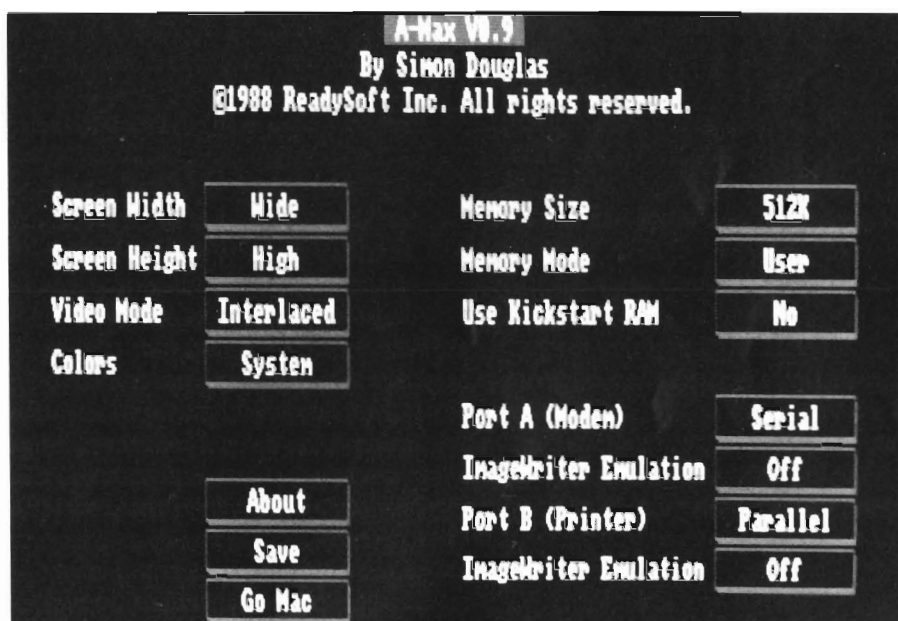 A-Max V0.9
By Simon Douglas
©1988 ReadySoft Inc. All rights reserved.
Screen Width Wide
Screen Height High
Video Mode Interlaced
Colors System
About
Save
Go Mac
Memory Size 512K
Memory Mode User
Use Kickstart RAM No
Port A (Modem) Serial
ImageWriter Emulation Off
Port B (Printer) Parallel
ImageWriter Emulation Off